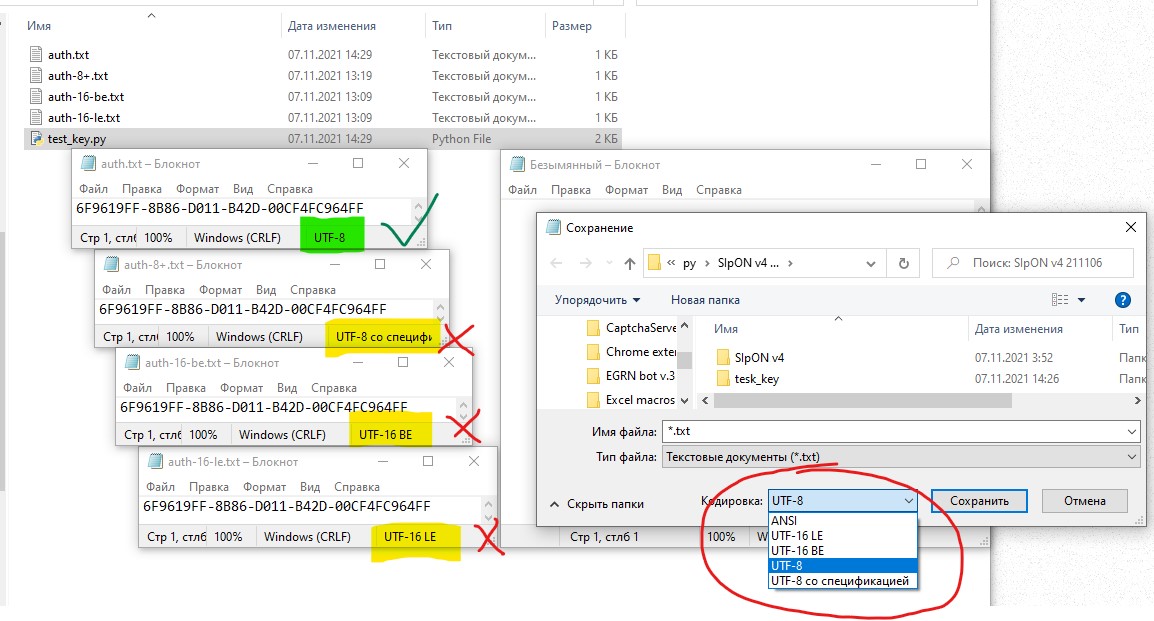 Имя Дата изменения Тип Размер
auth.txt 07.11.2021 14:29 Текстовый докум... 1 КБ
auth-8+.txt 07.11.2021 13:19 Текстовый докум... 1 КБ
auth-16-be.txt 07.11.2021 13:09 Текстовый докум... 1 КБ
auth-16-le.txt 07.11.2021 13:09 Текстовый докум... 1 КБ
test_key.py 07.11.2021 14:29 Python File 2 КБ
auth.txt – Блокнот
Файл Правка Формат Вид Справка
6F9619FF-8B86-D011-B42D-00CF4FC964FF
Стр 1, стлб 100% Windows (CRLF) UTF-8
auth-8+.txt – Блокнот
Файл Правка Формат Вид Справка
6F9619FF-8B86-D011-B42D-00CF4FC964FF
Стр 1, стлб 100% Windows (CRLF) UTF-8 со специфи
auth-16-be.txt – Блокнот
Файл Правка Формат Вид Справка
6F9619FF-8B86-D011-B42D-00CF4FC964FF
Стр 1, стлб 100% Windows (CRLF) UTF-16 BE
auth-16-le.txt – Блокнот
Файл Правка Формат Вид Справка
6F9619FF-8B86-D011-B42D-00CF4FC964FF
Стр 1, стлб 100% Windows (CRLF) UTF-16 LE
Безымянный – Блокнот
Файл Правка Формат Вид Справка
Сохранение
« py › SlpON v4 ... › Поиск: SlpON v4 211106
Упорядочить Новая папка
CaptchaServe
Chrome exter
EGRN bot v.3
Excel macros
Имя Дата изменения Тип
SlpON v4 07.11.2021 3:52 Папк
tesk_key 07.11.2021 14:26 Папк
Имя файла: *.txt
Тип файла: Текстовые документы (*.txt)
Скрыть папки Кодировка: UTF-8 Сохранить Отмена
ANSI
UTF-16 LE
UTF-16 BE
UTF-8
UTF-8 со спецификацией
Стр 1, стлб 1 100% W